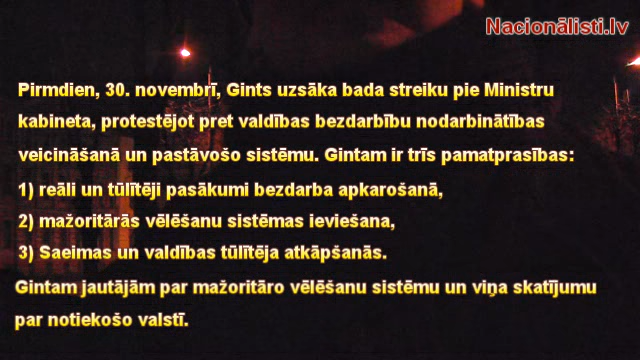 Nacionālisti.lv
Pirmdien, 30. novembrī, Gints uzsāka bada streiku pie Ministru
kabineta, protestējot pret valdības bezdarbību nodarbinātības
veicināšanā un pastāvošo sistēmu. Gintam ir trīs pamatprasības:
1) reāli un tūlītēji pasākumi bezdarba apkarošanā,
2) mažoritārās vēlēšanu sistēmas ieviešana,
3) Saeimas un valdības tūlītēja atkāpšanās.
Gintam jautājām par mažoritāro vēlēšanu sistēmu un viņa skatījumu
par notiekošo valstī.